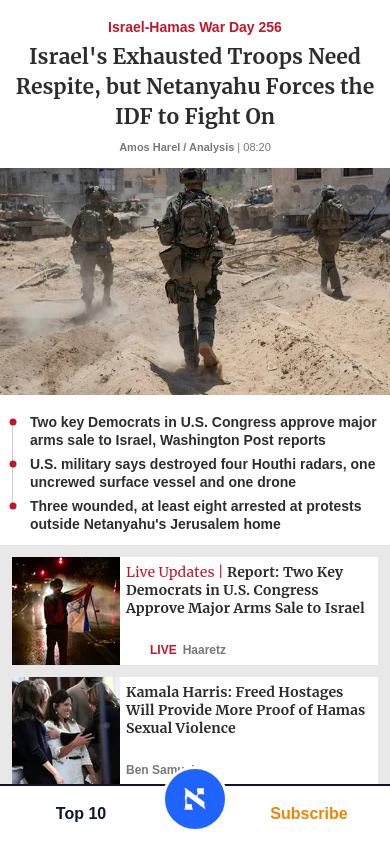 Israel-Hamas War Day 256
Israel's Exhausted Troops Need
Respite, but Netanyahu Forces the
IDF to Fight On
Amos Harel / Analysis | 08:20
Two key Democrats in U.S. Congress approve major
arms sale to Israel, Washington Post reports
U.S. military says destroyed four Houthi radars, one
uncrewed surface vessel and one drone
Three wounded, at least eight arrested at protests
outside Netanyahu's Jerusalem home
Live Updates | Report: Two Key
Democrats in U.S. Congress
Approve Major Arms Sale to Israel
LIVE Haaretz
Kamala Harris: Freed Hostages
Will Provide More Proof of Hamas
Sexual Violence
Ben
Top 10
Subscribe